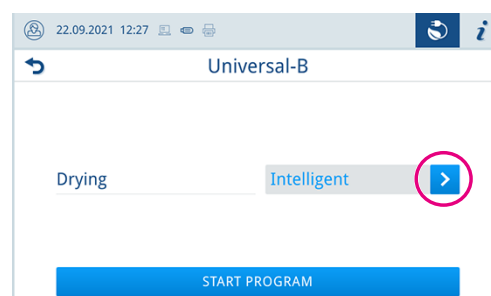 22.09.2021 12:27
i
Universal-B
Drying
Intelligent
START PROGRAM